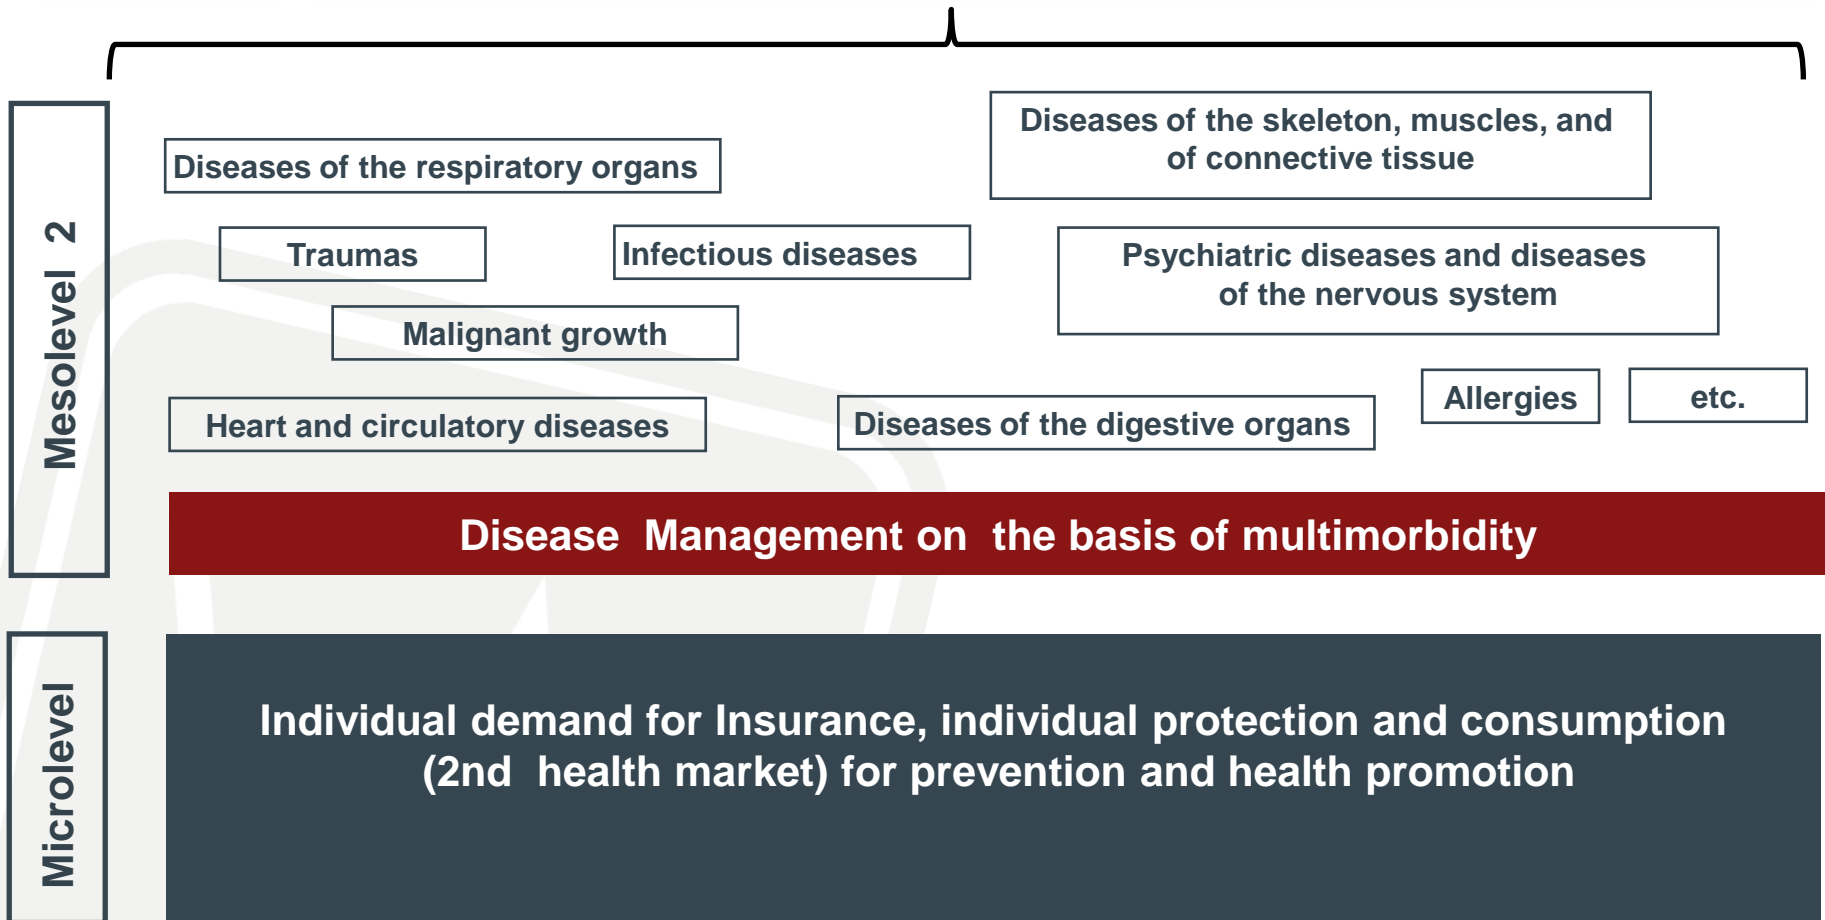 Mesolevel 2
Diseases of the respiratory organs
Diseases of the skeleton, muscles, and
of connective tissue
Traumas
Infectious diseases
Psychiatric diseases and diseases
of the nervous system
Malignant growth
Heart and circulatory diseases
Diseases of the digestive organs
Allergies
etc.
Disease Management on the basis of multimorbidity
Microlevel
Individual demand for Insurance, individual protection and consumption
(2nd health market) for prevention and health promotion